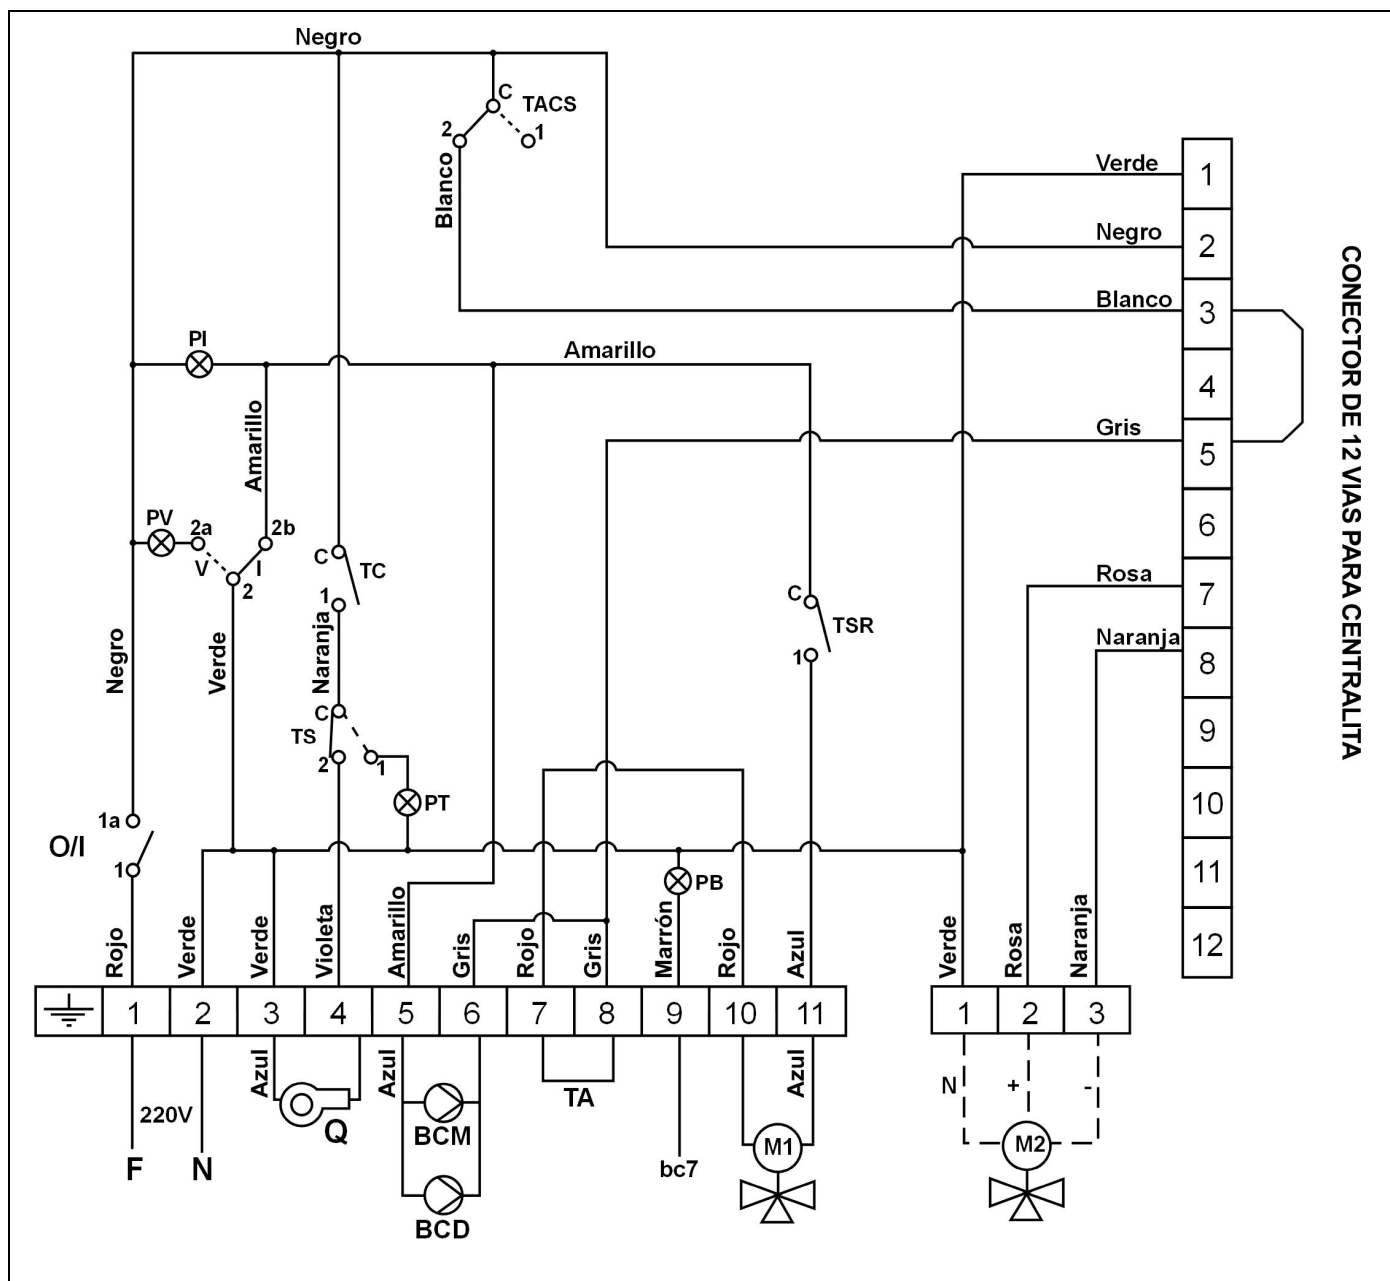 Negro
C
TACS
2
1
Blanco
Verde
1
Negro
2
Blanco
3
PI
Amarillo
4
Gris
5
Amarillo
6
PV
2a
2b
V
I
2
C
TC
1
Rosa
7
C
TSR
1
Naranja
8
Negro
Verde
Naranja
C
TS
2
1
9
PT
10
1a
O/I
1
PB
11
12
CONECTOR DE 12 VIAS PARA CENTRALITA
Rojo
Verde
Verde
Violeta
Amarillo
Gris
Rojo
Gris
Marrón
Rojo
Azul
Verde
Rosa
Naranja
1 2 3 4 5 6 7 8 9 10 11
1 2 3
Azul
Azul
Azul
N
+
-
220V
Q
BCM
TA
M1
M2
F
N
bc7
BCD